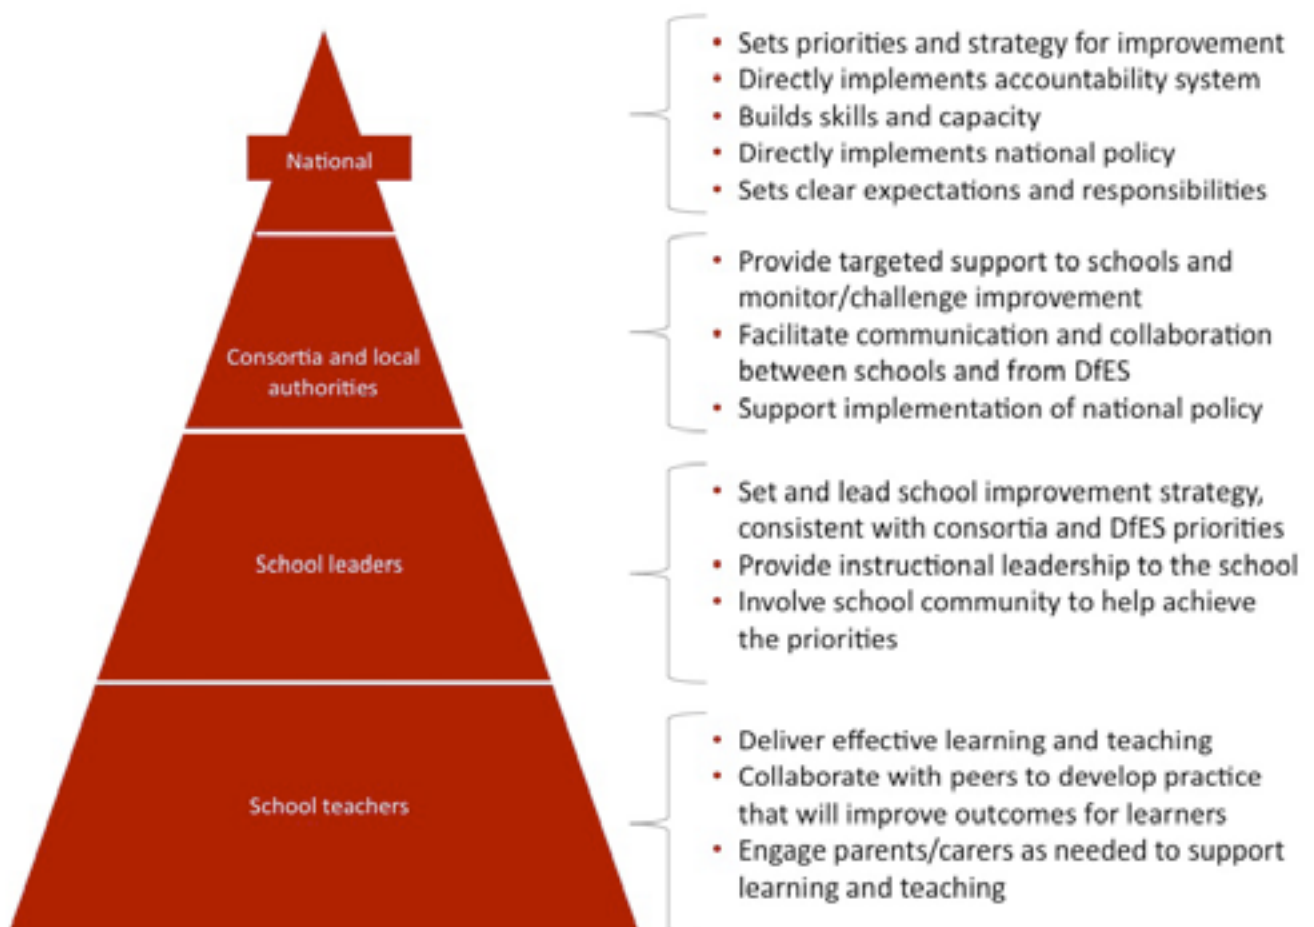 National
• Sets priorities and strategy for improvement
• Directly implements accountability system
• Builds skills and capacity
• Directly implements national policy
• Sets clear expectations and responsibilities
Consortia and local
authorities
• Provide targeted support to schools and
monitor/challenge improvement
• Facilitate communication and collaboration
between schools and from DfES
• Support implementation of national policy
School leaders
• Set and lead school improvement strategy,
consistent with consortia and DfES priorities
• Provide instructional leadership to the school
• Involve school community to help achieve
the priorities
School teachers
• Deliver effective learning and teaching
• Collaborate with peers to develop practice
that will improve outcomes for learners
• Engage parents/carers as needed to support
learning and teaching